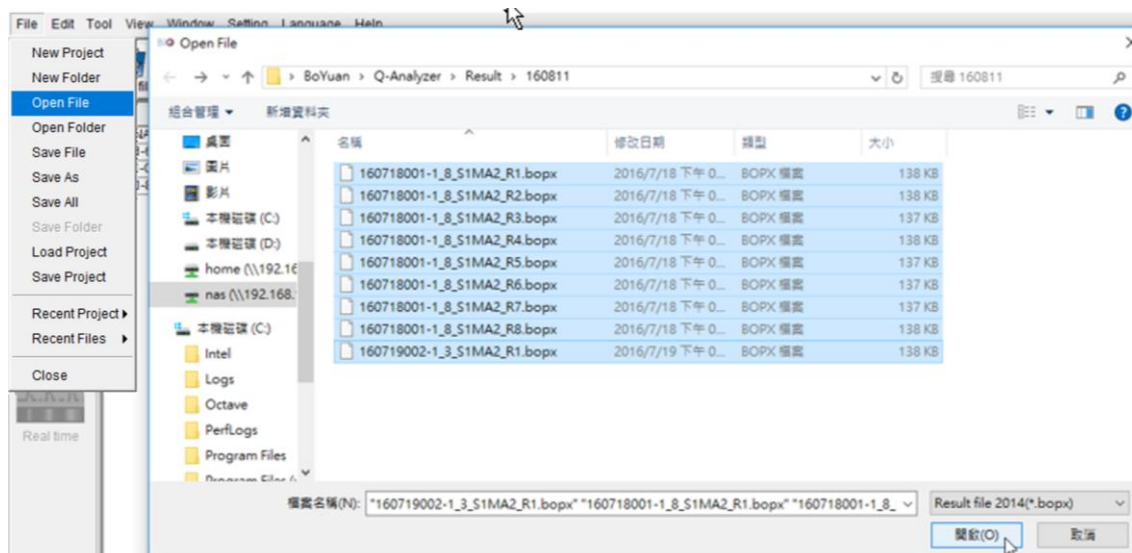 File Edit Tool View Window Setting Language Help
New Project
New Folder
Open File
Open Folder
Save File
Save As
Save All
Save Folder
Load Project
Save Project
Recent Project
Recent Files
Close
Real time
Open File
BoYuan > Q-Analyzer > Result > 160811
搜尋 160811
組合管理
新增資料夾
桌面
圖片
影片
本機磁碟 (C:)
本機磁碟 (D:)
home (\\192.16
nas (\\192.168.
本機磁碟 (C:)
Intel
Logs
Octave
PerfLogs
Program Files
名稱 修改日期 類型 大小
160718001-1_8_S1MA2_R1.bopx 2016/7/18 下午 0... BOPX 檔案 138 KB
160718001-1_8_S1MA2_R2.bopx 2016/7/18 下午 0... BOPX 檔案 138 KB
160718001-1_8_S1MA2_R3.bopx 2016/7/18 下午 0... BOPX 檔案 137 KB
160718001-1_8_S1MA2_R4.bopx 2016/7/18 下午 0... BOPX 檔案 138 KB
160718001-1_8_S1MA2_R5.bopx 2016/7/18 下午 0... BOPX 檔案 137 KB
160718001-1_8_S1MA2_R6.bopx 2016/7/18 下午 0... BOPX 檔案 137 KB
160718001-1_8_S1MA2_R7.bopx 2016/7/18 下午 0... BOPX 檔案 137 KB
160718001-1_8_S1MA2_R8.bopx 2016/7/18 下午 0... BOPX 檔案 138 KB
160719002-1_3_S1MA2_R1.bopx 2016/7/19 下午 0... BOPX 檔案 138 KB
檔案名稱(N): "160719002-1_3_S1MA2_R1.bopx" "160718001-1_8_S1MA2_R1.bopx" "160718001-1_8_
Result file 2014(*.bopx)
開啟(O) 取消